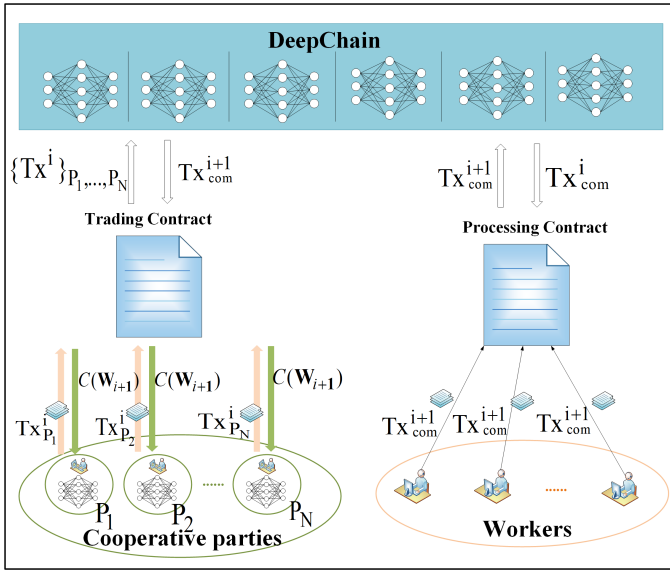 DeepChain
{Tx^i}_{P_1,...,P_N}
Tx^{i+1}_{com}
Tx^{i+1}_{com}
Tx^i_{com}
Trading Contract
Processing Contract
C(W_{i+1})
C(W_{i+1})
C(W_{i+1})
Tx^i_{P_1}
Tx^i_{P_2}
Tx^i_{P_N}
Tx^{i+1}_{com}
Tx^{i+1}_{com}
Tx^{i+1}_{com}
......
P_1
P_2
P_N
Cooperative parties
......
Workers